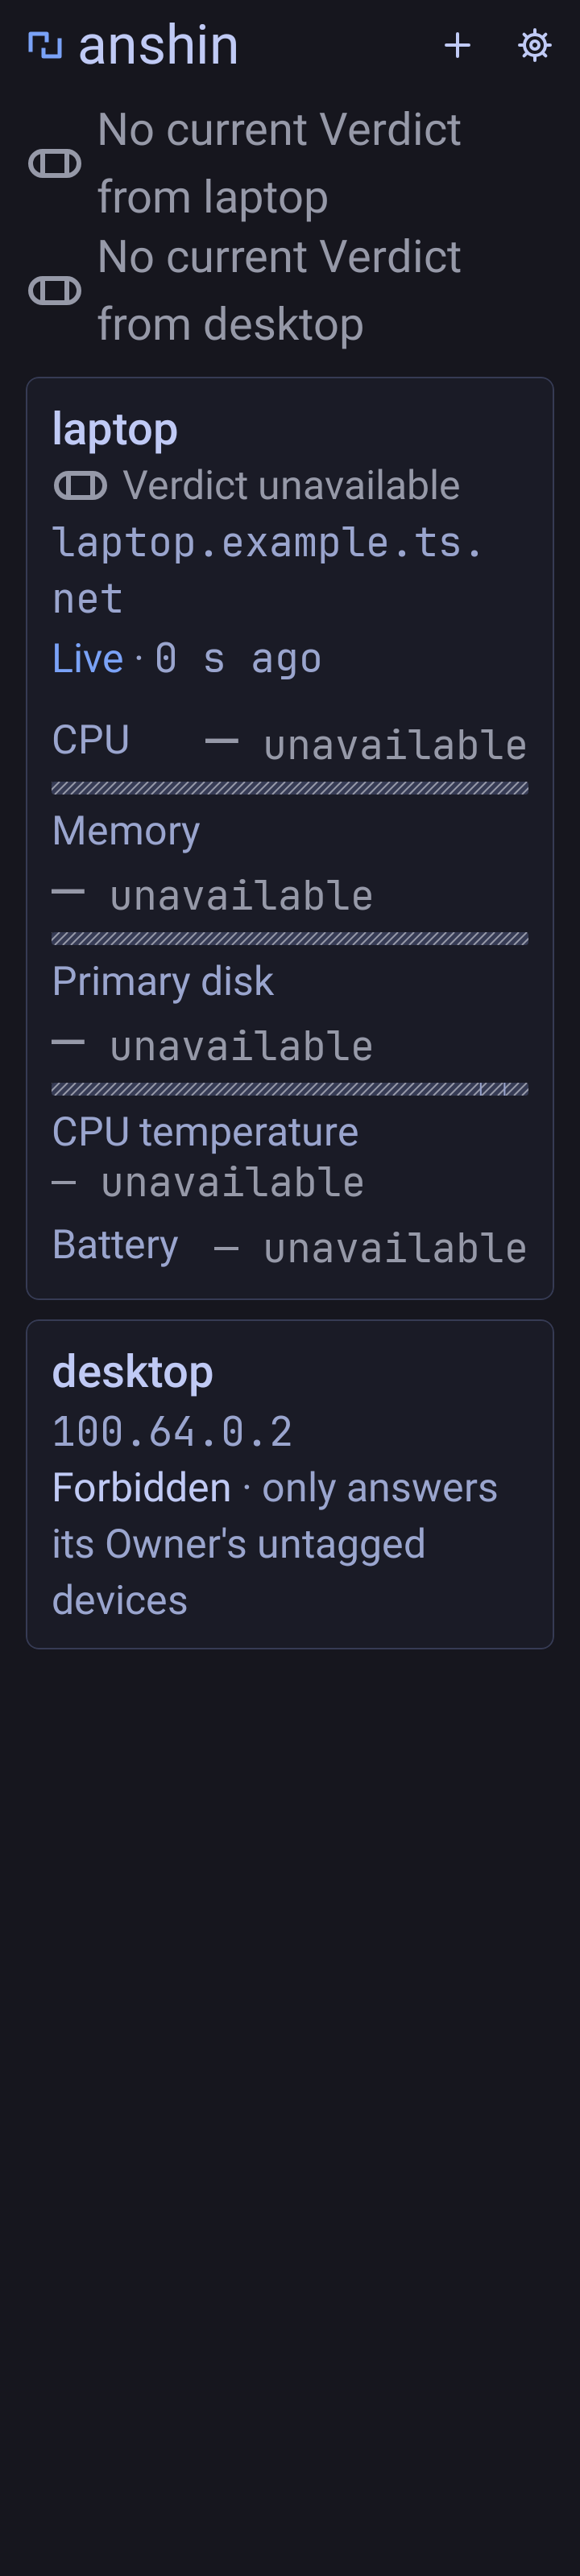 anshin
No current Verdict
from laptop
No current Verdict
from desktop
laptop
Verdict unavailable
laptop.example.ts.
net
Live · 0 s ago
CPU — unavailable
Memory
— unavailable
Primary disk
— unavailable
CPU temperature
— unavailable
Battery — unavailable
desktop
100.64.0.2
Forbidden · only answers
its Owner's untagged
devices